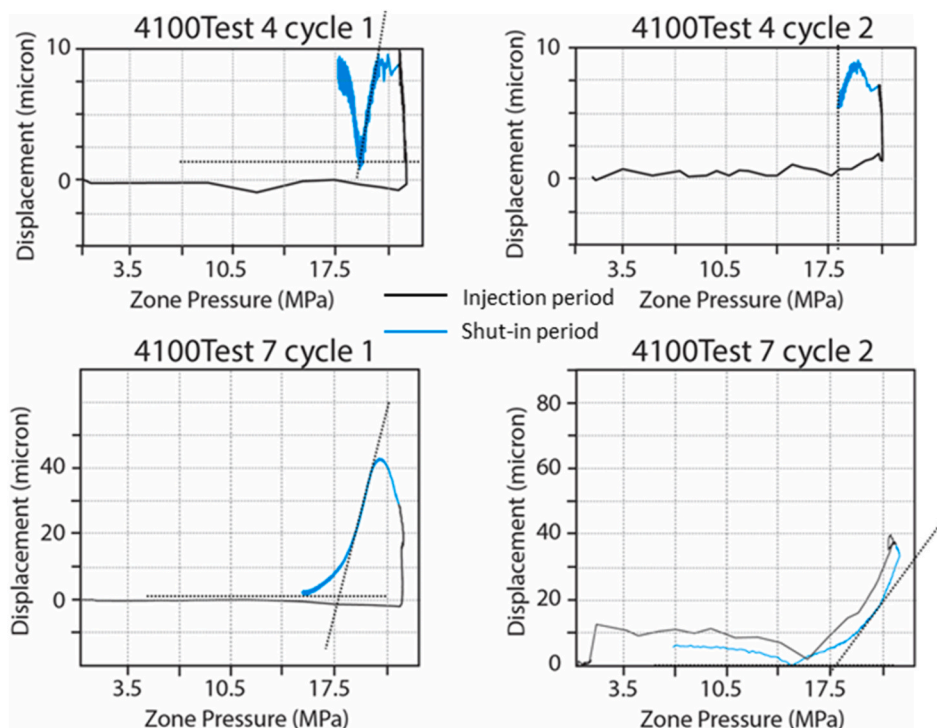 4100Test 4 cycle 1
Displacement (micron)
10
0
3.5 10.5 17.5
Zone Pressure (MPa)
4100Test 4 cycle 2
Displacement (micron)
10
0
3.5 10.5 17.5
Zone Pressure (MPa)
Injection period
Shut-in period
4100Test 7 cycle 1
Displacement (micron)
40
20
0
3.5 10.5 17.5
Zone Pressure (MPa)
4100Test 7 cycle 2
Displacement (micron)
80
60
40
20
0
3.5 10.5 17.5
Zone Pressure (MPa)